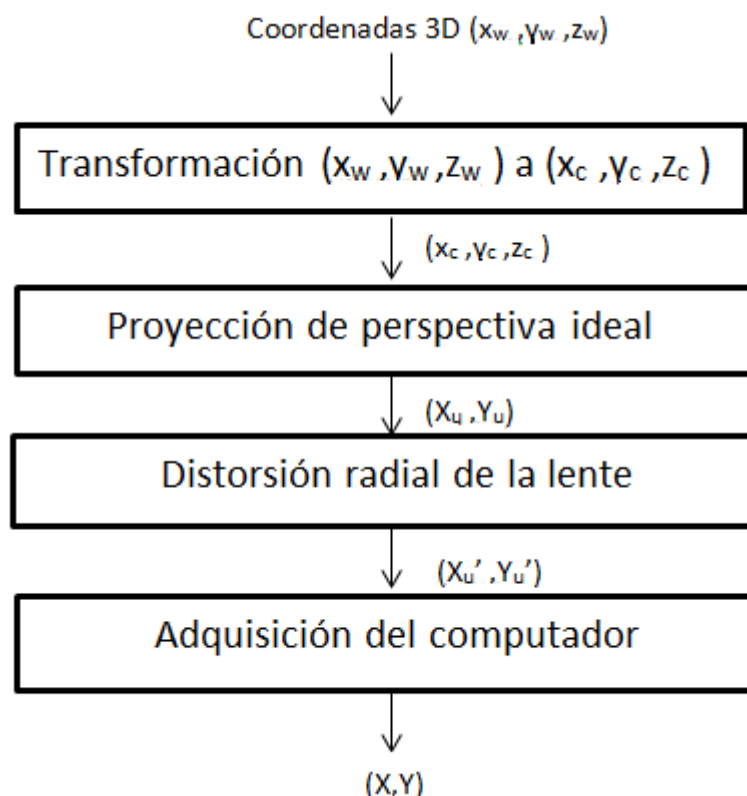 Coordenadas 3D (xw ,yw ,zw)
Transformación (xw ,yw ,zw ) a (xc ,yc ,zc )
(xc ,yc ,zc )
Proyección de perspectiva ideal
(Xu ,Yu)
Distorsión radial de la lente
(Xu’ ,Yu’)
Adquisición del computador
(X,Y)